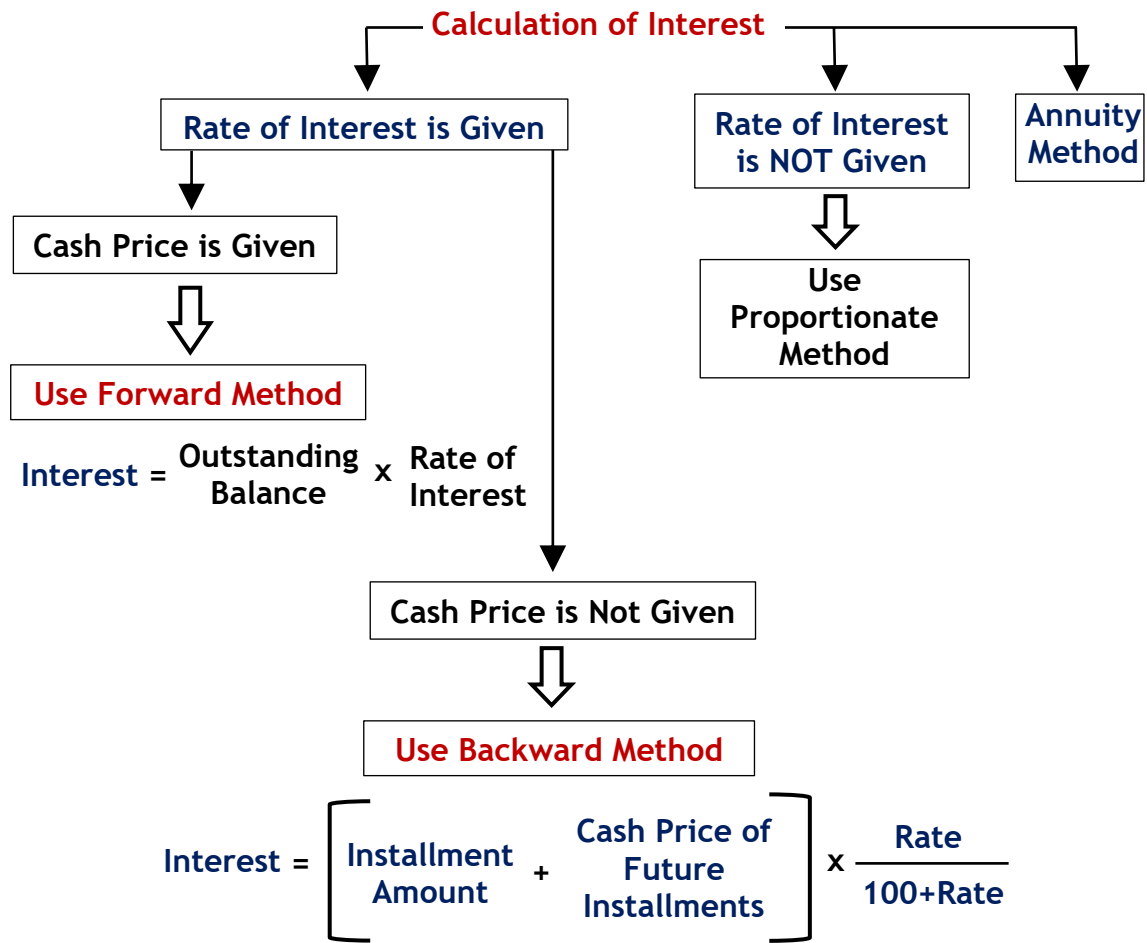 Calculation of Interest
Rate of Interest is Given
Rate of Interest
is NOT Given
Annuity
Method
Cash Price is Given
Use
Proportionate
Method
Use Forward Method
Interest = Outstanding Balance x Rate of Interest
Cash Price is Not Given
Use Backward Method
Interest = [ Installment Amount + Cash Price of Future Installments ] x Rate / 100+Rate